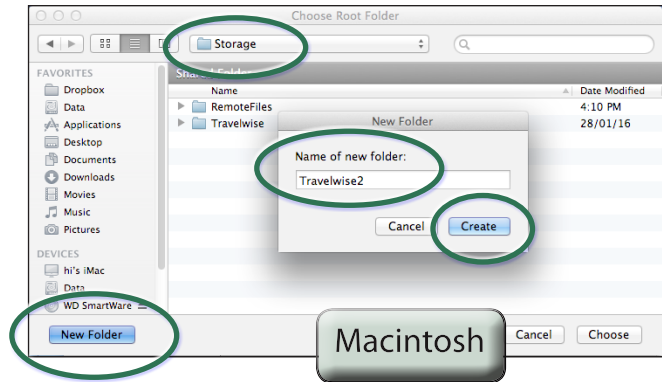 Choose Root Folder
Storage
FAVORITES
Dropbox
Data
Applications
Desktop
Documents
Downloads
Movies
Music
Pictures
DEVICES
hi's iMac
Data
WD SmartWare
Name
Date Modified
RemoteFiles
4:10 PM
Travelwise
28/01/16
New Folder
Name of new folder:
Travelwise2
Cancel
Create
New Folder
Macintosh
Cancel
Choose